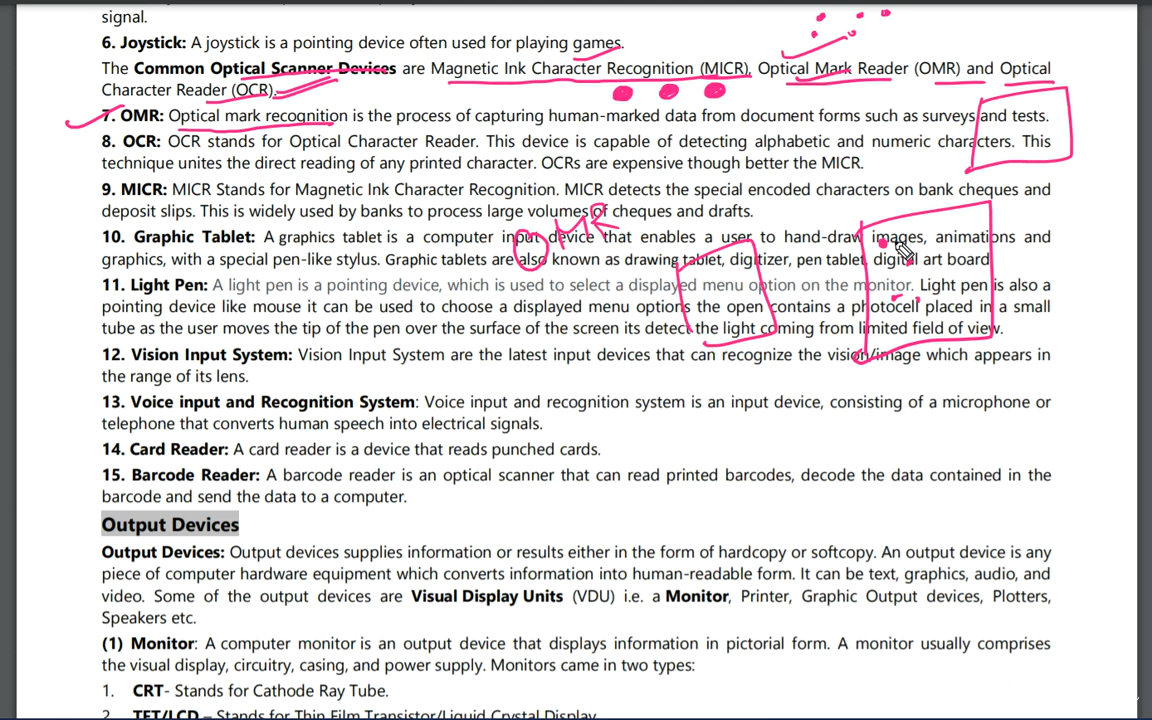 signal.
6. Joystick: A joystick is a pointing device often used for playing games.
The Common Optical Scanner Devices are Magnetic Ink Character Recognition (MICR), Optical Mark Reader (OMR) and Optical
Character Reader (OCR).
7. OMR: Optical mark recognition is the process of capturing human-marked data from document forms such as surveys and tests.
8. OCR: OCR stands for Optical Character Reader. This device is capable of detecting alphabetic and numeric characters. This
technique unites the direct reading of any printed character. OCRs are expensive though better the MICR.
9. MICR: MICR Stands for Magnetic Ink Character Recognition. MICR detects the special encoded characters on bank cheques and
deposit slips. This is widely used by banks to process large volumes of cheques and drafts.
OMR
10. Graphic Tablet: A graphics tablet is a computer input device that enables a user to hand-draw images, animations and
graphics, with a special pen-like stylus. Graphic tablets are also known as drawing tablet, digitizer, pen tablet, digital art board.
11. Light Pen: A light pen is a pointing device, which is used to select a displayed menu option on the monitor. Light pen is also a
pointing device like mouse it can be used to choose a displayed menu options the open contains a photocell placed in a small
tube as the user moves the tip of the pen over the surface of the screen its detect the light coming from limited field of view.
12. Vision Input System: Vision Input System are the latest input devices that can recognize the vision/image which appears in
the range of its lens.
13. Voice input and Recognition System: Voice input and recognition system is an input device, consisting of a microphone or
telephone that converts human speech into electrical signals.
14. Card Reader: A card reader is a device that reads punched cards.
15. Barcode Reader: A barcode reader is an optical scanner that can read printed barcodes, decode the data contained in the
barcode and send the data to a computer.
Output Devices
Output Devices: Output devices supplies information or results either in the form of hardcopy or softcopy. An output device is any
piece of computer hardware equipment which converts information into human-readable form. It can be text, graphics, audio, and
video. Some of the output devices are Visual Display Units (VDU) i.e. a Monitor, Printer, Graphic Output devices, Plotters,
Speakers etc.
(1) Monitor: A computer monitor is an output device that displays information in pictorial form. A monitor usually comprises
the visual display, circuitry, casing, and power supply. Monitors came in two types:
1. CRT- Stands for Cathode Ray Tube.
2. TFT/LCD – Stands for Thin Film Transistor/Liquid Crystal Display